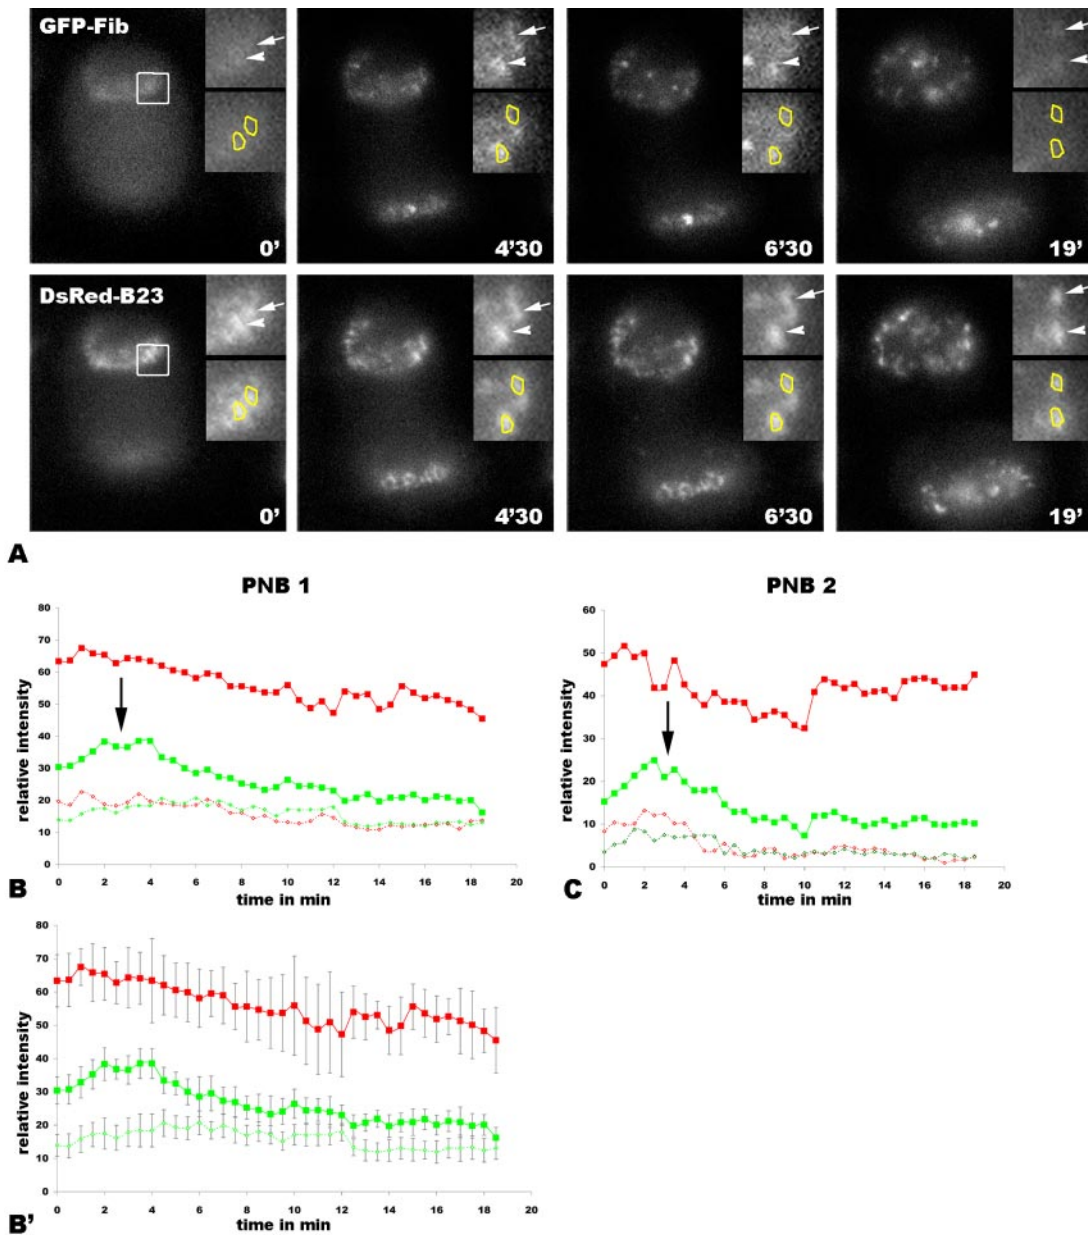 GFP-Fib
0'
4'30
6'30
19'
DsRed-B23
0'
4'30
6'30
19'
A
PNB 1
80
70
60
50
40
30
20
10
0
relative intensity
0 2 4 6 8 10 12 14 16 18 20
time in min
B
PNB 2
60
50
40
30
20
10
0
relative intensity
0 2 4 6 8 10 12 14 16 18 20
time in min
C
80
70
60
50
40
30
20
10
0
relative intensity
0 2 4 6 8 10 12 14 16 18 20
time in min
B'